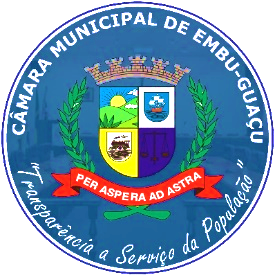 CÂMARA MUNICIPAL DE EMBU-GUAÇU
PER ASPERA AD ASTRA
"Transparência a Serviço da População"